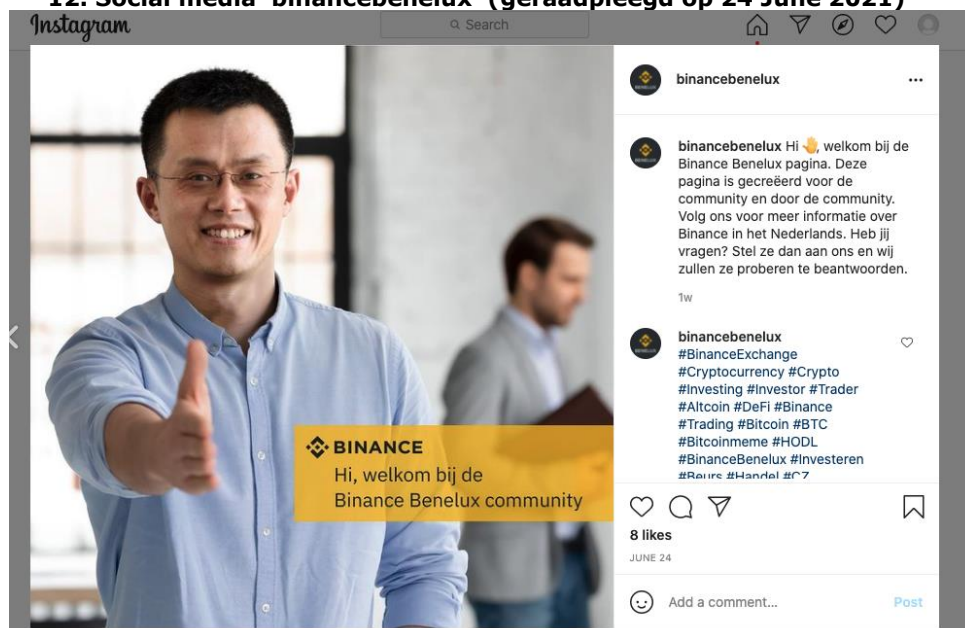 12. Social media 'binancebenelux' (geraadpleegd op 24 June 2021)
Instagram
Search
binancebenelux
binancebenelux Hi 👋, welkom bij de
Binance Benelux pagina. Deze
pagina is gecreëerd voor de
community en door de community.
Volg ons voor meer informatie over
Binance in het Nederlands. Heb jij
vragen? Stel ze dan aan ons en wij
zullen ze proberen te beantwoorden.
1w
binancebenelux
#BinanceExchange
#Cryptocurrency #Crypto
#Investing #Investor #Trader
#Altcoin #DeFi #Binance
#Trading #Bitcoin #BTC
#Bitcoinmeme #HODL
#BinanceBenelux #Investeren
#Beurs #Handel #CZ
BINANCE
Hi, welkom bij de
Binance Benelux community
8 likes
JUNE 24
Add a comment...
Post